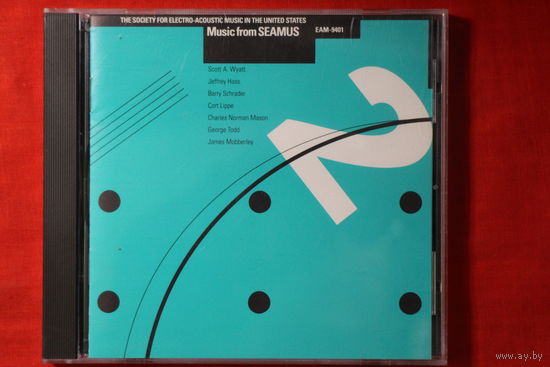 THE SOCIETY FOR ELECTRO-ACOUSTIC MUSIC IN THE UNITED STATES
Music from SEAMUS EAM-9401
Scott A. Wyatt
Jeffrey Hass
Barry Schrader
Cort Lippe
Charles Norman Mason
George Todd
James Mobberley
2
www.ay.by